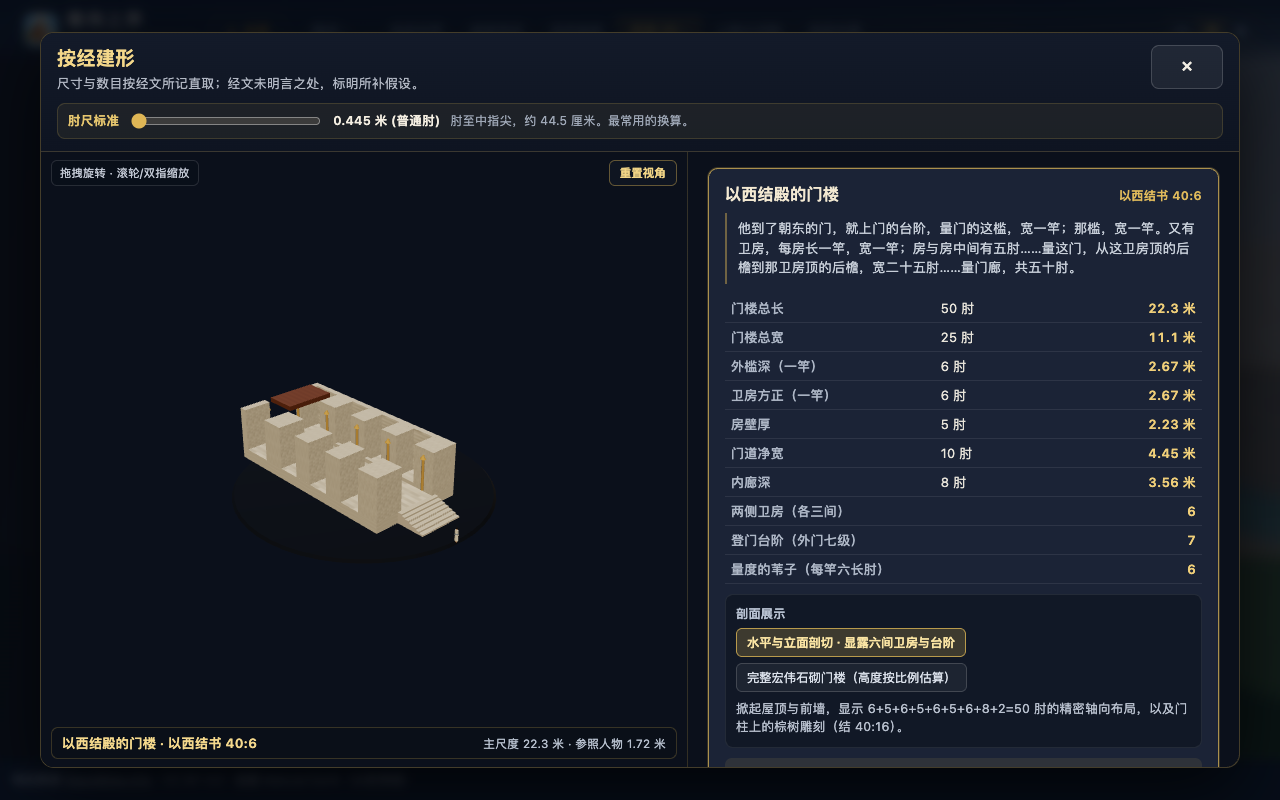 按经建形
尺寸与数目按经文所记直取；经文未明言之处，标明所补假设。
×
肘尺标准 0.445 米 (普通肘) 肘至中指尖，约 44.5 厘米。最常用的换算。
拖拽旋转 · 滚轮/双指缩放
重置视角
以西结殿的门楼 · 以西结书 40:6
主尺度 22.3 米 · 参照人物 1.72 米
以西结殿的门楼
以西结书 40:6
他到了朝东的门，就上门的台阶，量门的这槛，宽一竿；那槛，宽一竿。又有
卫房，每房长一竿，宽一竿；房与房中间有五肘……量这门，从这卫房顶的后
檐到那卫房顶的后檐，宽二十五肘……量门廊，共五十肘。
门楼总长 50 肘 22.3 米
门楼总宽 25 肘 11.1 米
外槛深（一竿） 6 肘 2.67 米
卫房方正（一竿） 6 肘 2.67 米
房壁厚 5 肘 2.23 米
门道净宽 10 肘 4.45 米
内廊深 8 肘 3.56 米
两侧卫房（各三间） 6
登门台阶（外门七级） 7
量度的苇子（每竿六长肘） 6
剖面展示
水平与立面剖切 · 显露六间卫房与台阶
完整宏伟石砌门楼（高度按比例估算）
掀起屋顶与前墙，显示 6+5+6+5+6+5+6+8+2=50 肘的精密轴向布局，以及门
柱上的棕树雕刻（结 40:16）。